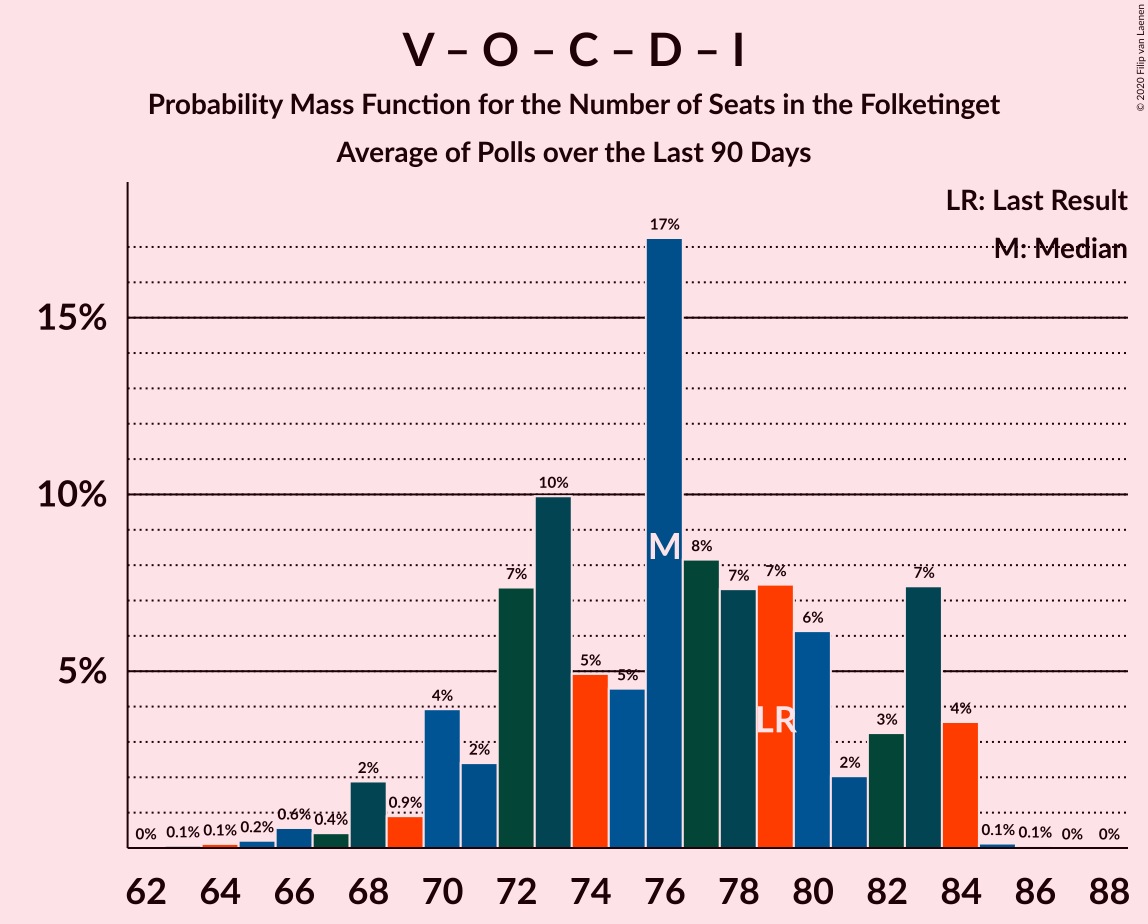 V – O – C – D – I
Probability Mass Function for the Number of Seats in the Folketinget
Average of Polls over the Last 90 Days
© 2020 Filip van Laenen
LR: Last Result
M: Median
15%
10%
5%
0% 0.1% 0.1% 0.2% 0.6% 0.4% 2% 0.9% 4% 2% 7% 10% 5% 5% 17% 8% 7% 7% 6% 2% 3% 7% 4% 0.1% 0.1% 0% 0%
M
LR
62 64 66 68 70 72 74 76 78 80 82 84 86 88